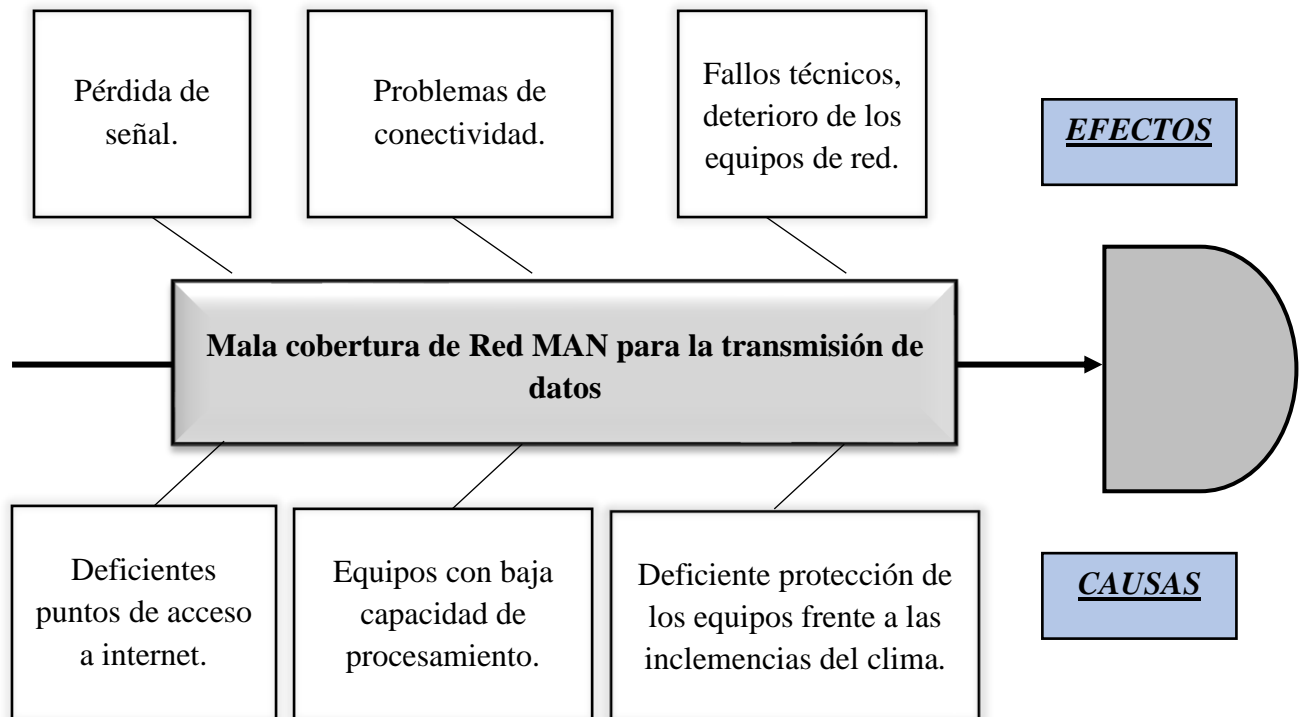 Pérdida de
señal.
Problemas de
conectividad.
Fallos técnicos,
deterioro de los
equipos de red.
EFECTOS
Mala cobertura de Red MAN para la transmisión de
datos
Deficientes
puntos de acceso
a internet.
Equipos con baja
capacidad de
procesamiento.
Deficiente protección de
los equipos frente a las
inclemencias del clima.
CAUSAS